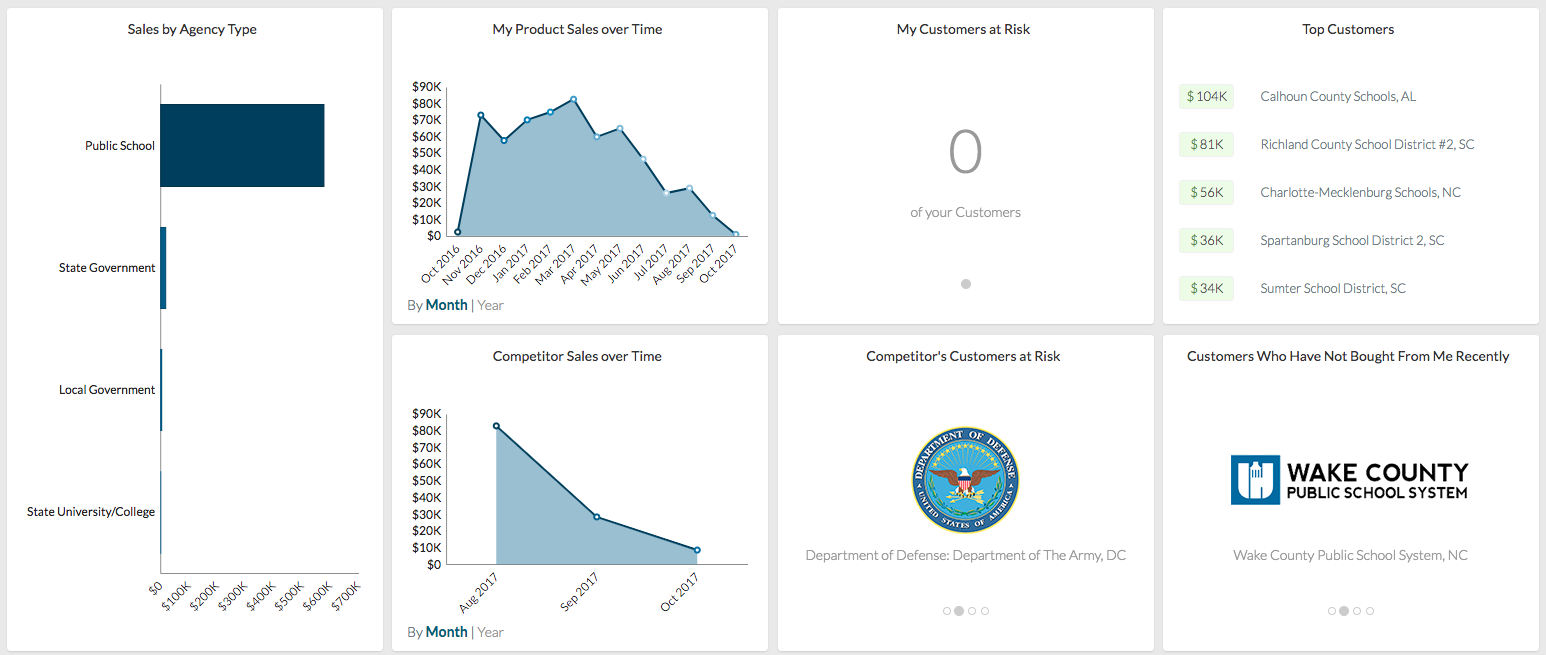 Sales by Agency Type
Public School
State Government
Local Government
State University/College
$0
$100K
$200K
$300K
$400K
$500K
$600K
$700K
My Product Sales over Time
$90K
$80K
$70K
$60K
$50K
$40K
$30K
$20K
$10K
$0
Oct 2016
Nov 2016
Dec 2016
Jan 2017
Feb 2017
Mar 2017
Apr 2017
May 2017
Jun 2017
Jul 2017
Aug 2017
Sep 2017
Oct 2017
By Month | Year
My Customers at Risk
0
of your Customers
Top Customers
$ 104K Calhoun County Schools, AL
$ 81K Richland County School District #2, SC
$ 56K Charlotte-Mecklenburg Schools, NC
$ 36K Spartanburg School District 2, SC
$ 34K Sumter School District, SC
Competitor Sales over Time
$90K
$80K
$70K
$60K
$50K
$40K
$30K
$20K
$10K
$0
Aug 2017
Sep 2017
Oct 2017
By Month | Year
Competitor's Customers at Risk
DEPARTMENT OF DEFENSE
UNITED STATES OF AMERICA
Department of Defense: Department of The Army, DC
Customers Who Have Not Bought From Me Recently
WAKE COUNTY
PUBLIC SCHOOL SYSTEM
Wake County Public School System, NC